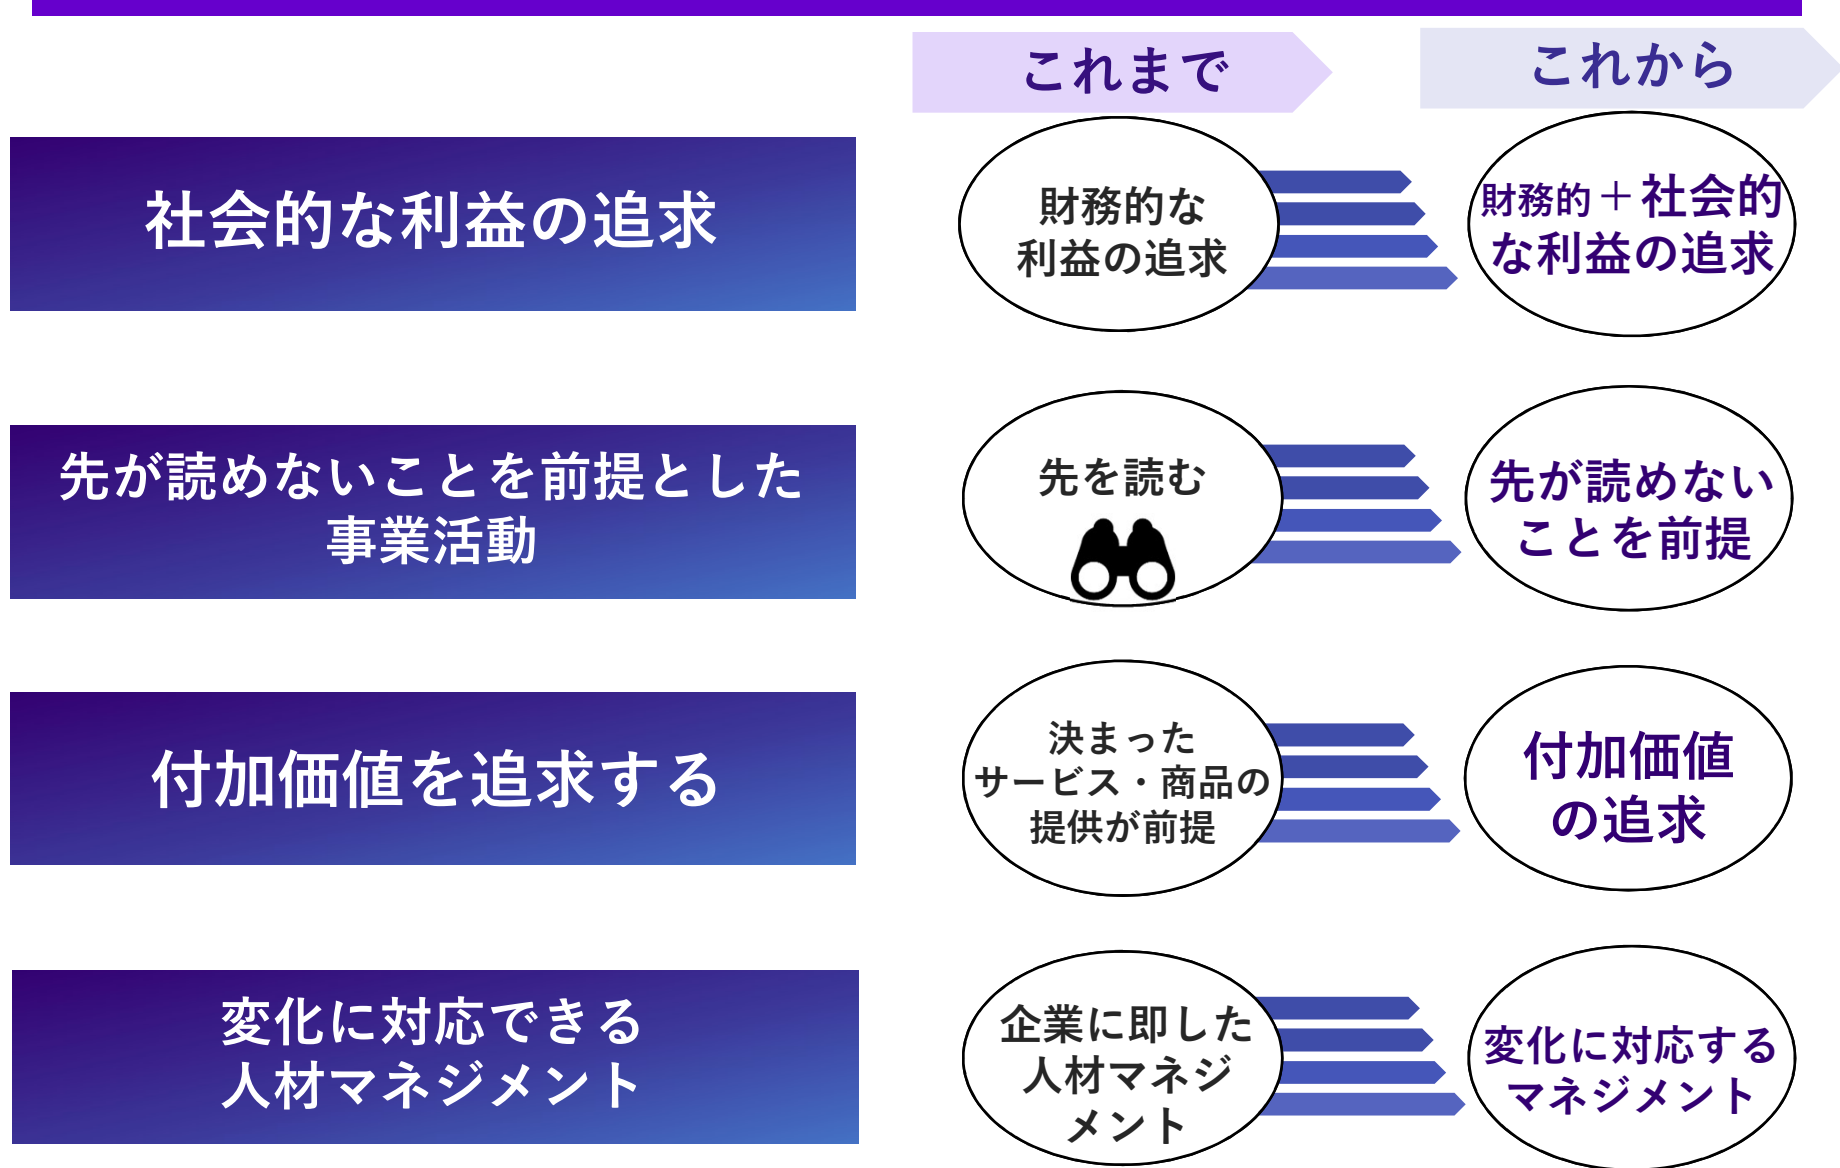 これまで
これから
社会的な利益の追求
財務的な
利益の追求
財務的＋社会的
な利益の追求
先が読めないことを前提とした
事業活動
先を読む
先が読めない
ことを前提
付加価値を追求する
決まった
サービス・商品の
提供が前提
付加価値
の追求
変化に対応できる
人材マネジメント
企業に即した
人材マネジ
メント
変化に対応する
マネジメント